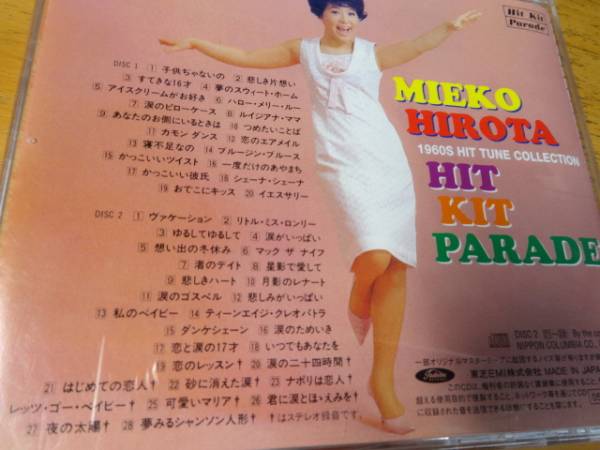 Hit Kit
Parade
DISC 1 1 子供ぢゃないの 2 悲しき片想い
3 すてきな16才 4 夢のスウィート・ホーム
5 アイスクリームがお好き 6 ハロー・メリー・ルー
7 涙のピローケース 8 ルイジアナ・ママ
9 あなたのお側にいるときは 10 つめたいことば
11 カモン ダンス 12 恋のエアメイル
13 寝不足なの 14 ブルージン・ブルース
15 かっこいいツイスト 16 一度だけのあやまち
17 かっこいい彼氏 18 シェーナ・シェーナ
19 おでこにキッス 20 イエスサリー
DISC 2 1 ヴァケーション 2 リトル・ミス・ロンリー
3 ゆるしてゆるして 4 涙がいっぱい
5 想い出の冬休み 6 マック ザ ナイフ
7 渚のデイト 8 星影で愛して
9 悲しきハート 10 月影のレナート
11 涙のゴスペル 12 悲しみがいっぱい
13 私のベイビー 14 ティーンエイジ・クレオパトラ
15 ダンケシェーン 16 涙のためいき
17 恋と涙の17才 18 いつでもあなたを
19 恋のレッスン† 20 涙の二十四時間†
21 はじめての恋人† 22 砂に消えた涙† 23 ナポリは恋人†
レッツ・ゴー・ベイビー† 25 可愛いマリア† 26 君に涙とほゝえみを†
27 夜の太陽† 28 夢みるシャンソン人形† †はステレオ録音です。
MIEKO
HIROTA
1960S HIT TUNE COLLECTION
HIT
KIT
PARADE
DISC 2 By the
NIPPON COLUMBIA CO.,
東芝EMI株式会社 MADE IN JAPA